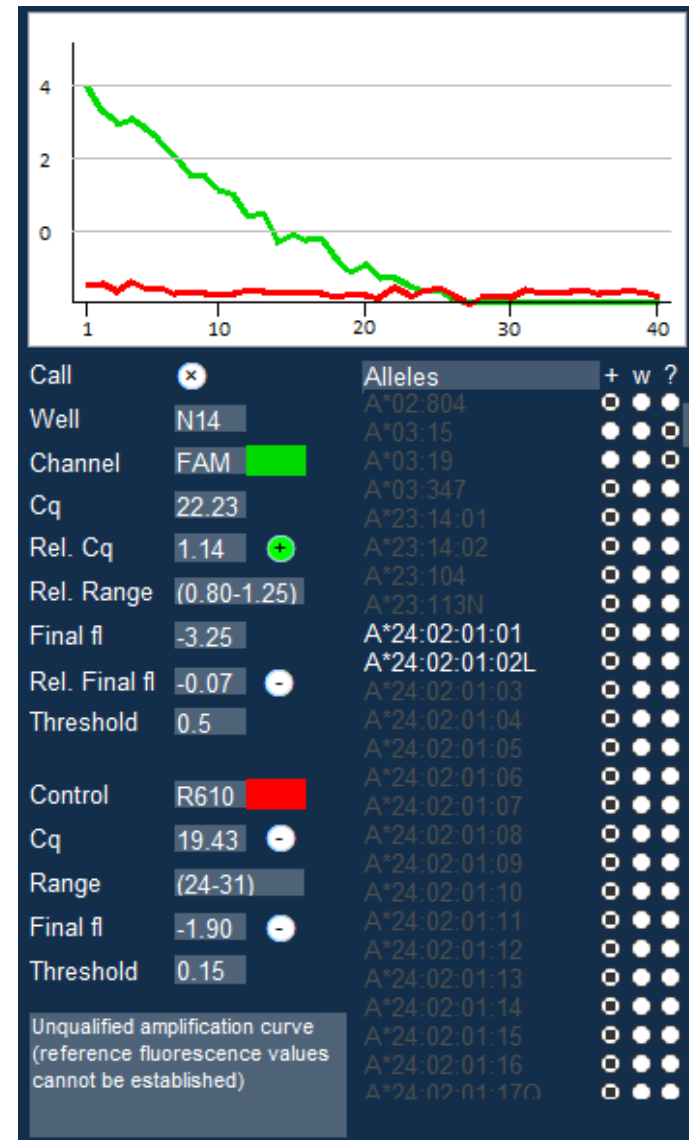 4
2
0
1 10 20 30 40
Call ×
Well N14
Channel FAM
Cq 22.23
Rel. Cq 1.14 +
Rel. Range (0.80-1.25)
Final fl -3.25
Rel. Final fl -0.07 -
Threshold 0.5
Control R610
Cq 19.43 -
Range (24-31)
Final fl -1.90 -
Threshold 0.15
Unqualified amplification curve
(reference fluorescence values
cannot be established)
Alleles + w ?
A*02:804
A*03:15
A*03:19
A*03:347
A*23:14:01
A*23:14:02
A*23:104
A*23:113N
A*24:02:01:01
A*24:02:01:02L
A*24:02:01:03
A*24:02:01:04
A*24:02:01:05
A*24:02:01:06
A*24:02:01:07
A*24:02:01:08
A*24:02:01:09
A*24:02:01:10
A*24:02:01:11
A*24:02:01:12
A*24:02:01:13
A*24:02:01:14
A*24:02:01:15
A*24:02:01:16
A*24:02:01:17Q